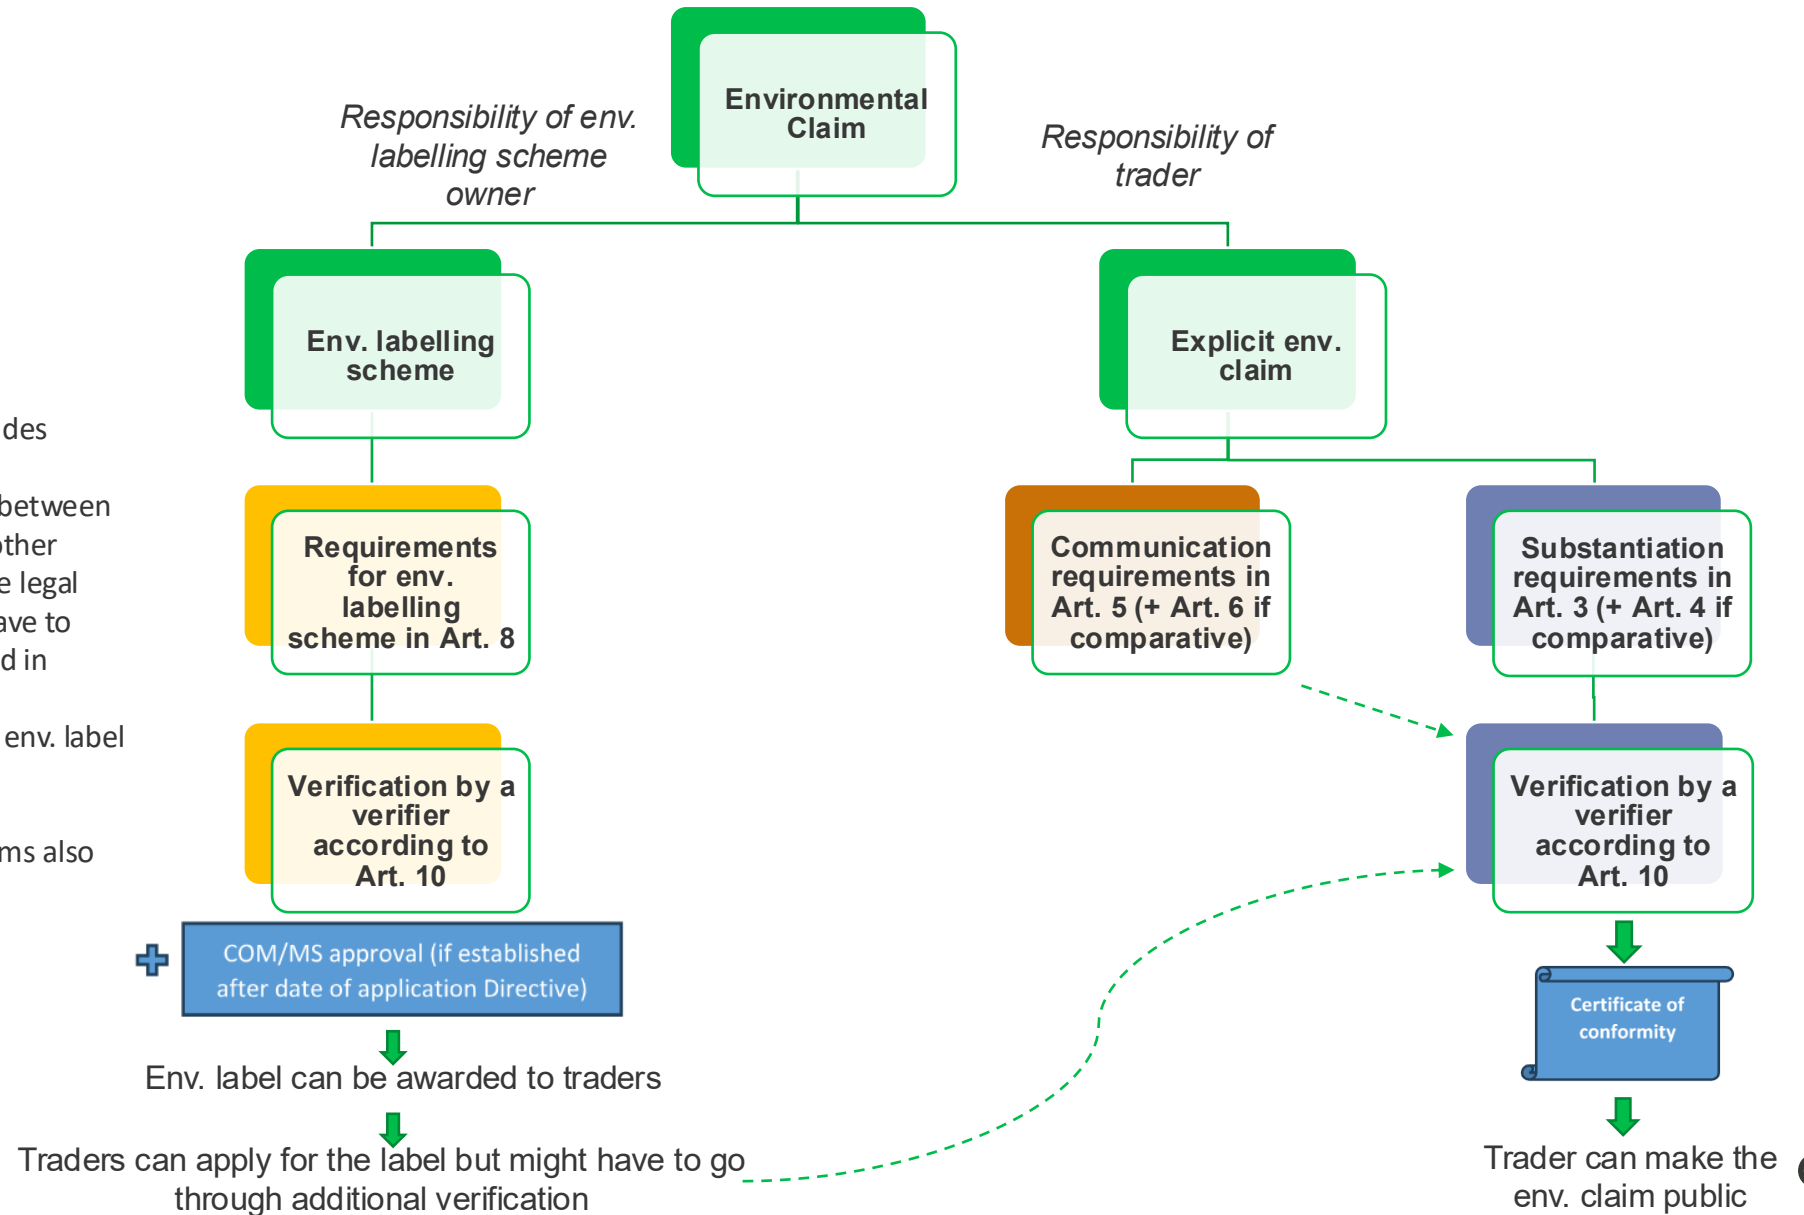 Environmental
Claim
Responsibility of env.
labelling scheme
owner
Responsibility of
trader
Env. labelling
scheme
Explicit env.
claim
des
between
other
e legal
ave to
d in
env. label
ms also
Requirements
for env.
labelling
scheme in Art. 8
Communication
requirements in
Art. 5 (+ Art. 6 if
comparative)
Substantiation
requirements in
Art. 3 (+ Art. 4 if
comparative)
Verification by a
verifier
according to
Art. 10
Verification by a
verifier
according to
Art. 10
COM/MS approval (if established
after date of application Directive)
Certificate of
conformity
Env. label can be awarded to traders
Traders can apply for the label but might have to go
through additional verification
Trader can make the
env. claim public